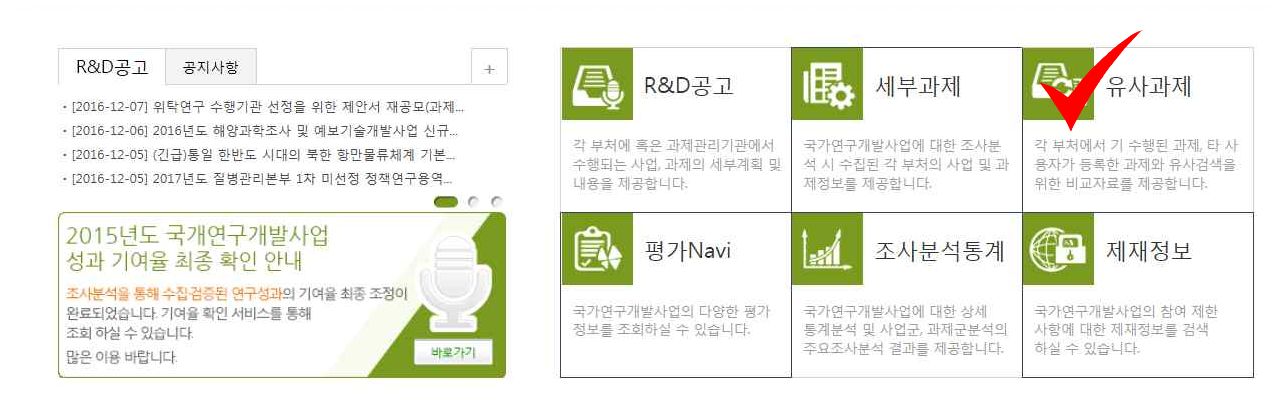 R&D공고 공지사항 +
· [2016-12-07] 위탁연구 수행기관 선정을 위한 제안서 재공모(과제...
· [2016-12-06] 2016년도 해양과학조사 및 예보기술개발사업 신규...
· [2016-12-05] (긴급)통일 한반도 시대의 북한 항만물류체계 기본...
· [2016-12-05] 2017년도 질병관리본부 1차 미선정 정책연구용역...
2015년도 국개연구개발사업
성과 기여율 최종 확인 안내
조사분석을 통해 수집·검증된 연구성과의 기여율 최종 조정이
완료되었습니다. 기여율 확인 서비스를 통해
조회 하실 수 있습니다.
많은 이용 바랍니다.
바로가기
R&D공고
각 부처에 혹은 과제관리기관에서
수행되는 사업, 과제의 세부계획 및
내용을 제공합니다.
세부과제
국가연구개발사업에 대한 조사분
석 시 수집된 각 부처의 사업 및 과
제정보를 제공합니다.
유사과제
각 부처에서 기 수행된 과제, 타 사
용자가 등록한 과제와 유사검색을
위한 비교자료를 제공합니다.
평가Navi
국가연구개발사업의 다양한 평가
정보를 조회하실 수 있습니다.
조사분석통계
국가연구개발사업에 대한 상세
통계분석 및 사업군, 과제군분석의
주요조사분석 결과를 제공합니다.
제재정보
국가연구개발사업의 참여 제한
사항에 대한 제재정보를 검색
하실 수 있습니다.